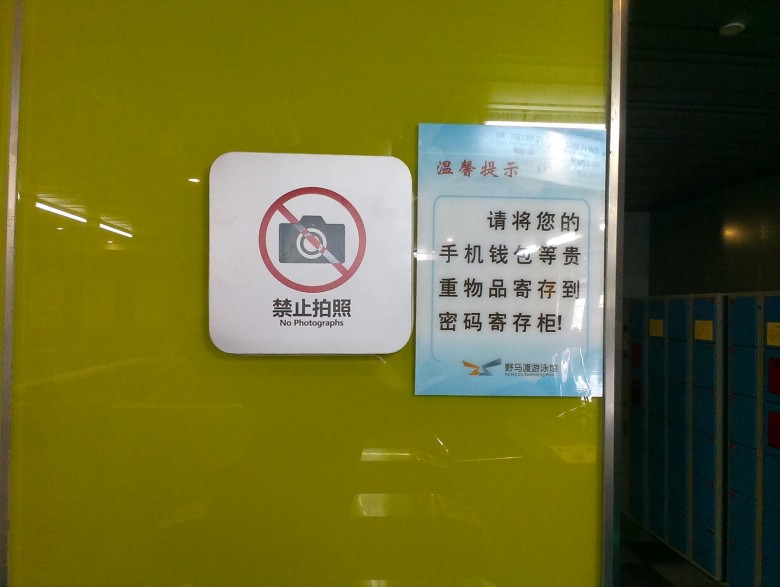 禁止拍照
No Photographs
温馨提示
请将您的
手机钱包等贵
重物品寄存到
密码寄存柜!
野马渡游泳馆